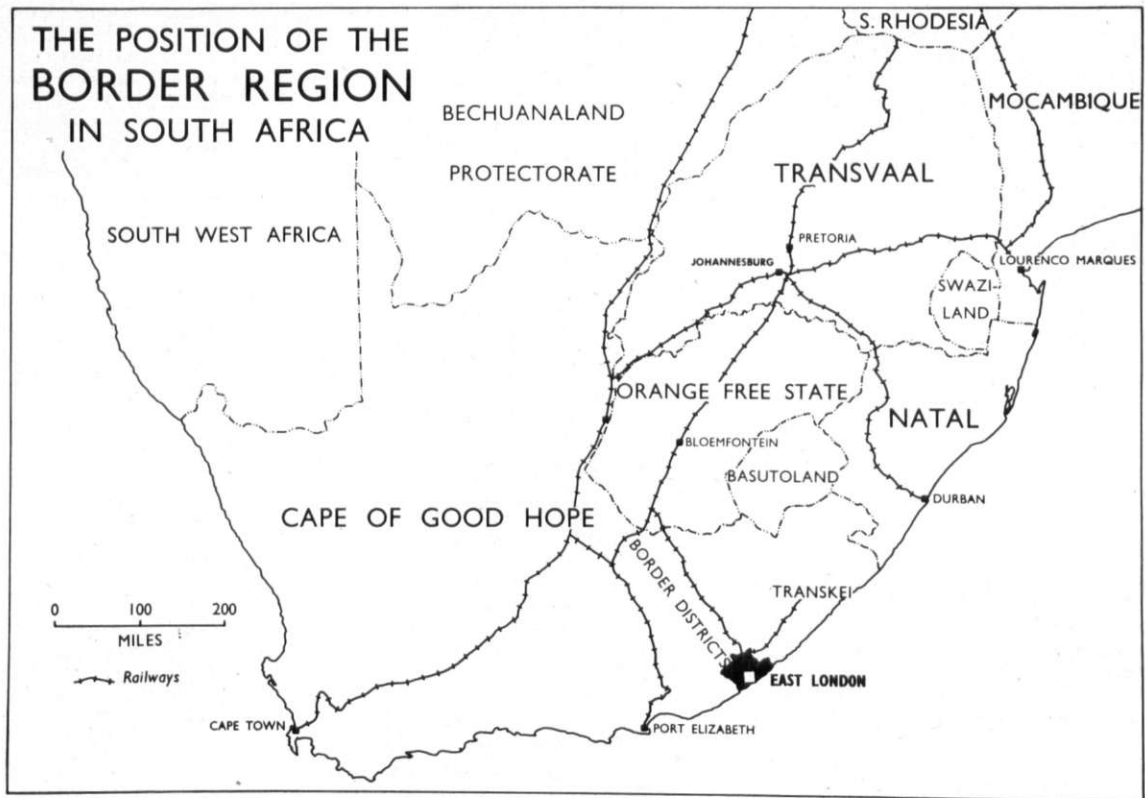 THE POSITION OF THE
BORDER REGION
IN SOUTH AFRICA
S. RHODESIA
BECHUANALAND
PROTECTORATE
MOCAMBIQUE
TRANSVAAL
SOUTH WEST AFRICA
PRETORIA
JOHANNESBURG
LOURENCO MARQUES
SWAZI-
LAND
ORANGE FREE STATE
NATAL
BLOEMFONTEIN
BASUTOLAND
DURBAN
CAPE OF GOOD HOPE
BORDER DISTRICTS
TRANSKEI
0 100 200
MILES
Railways
EAST LONDON
CAPE TOWN
PORT ELIZABETH